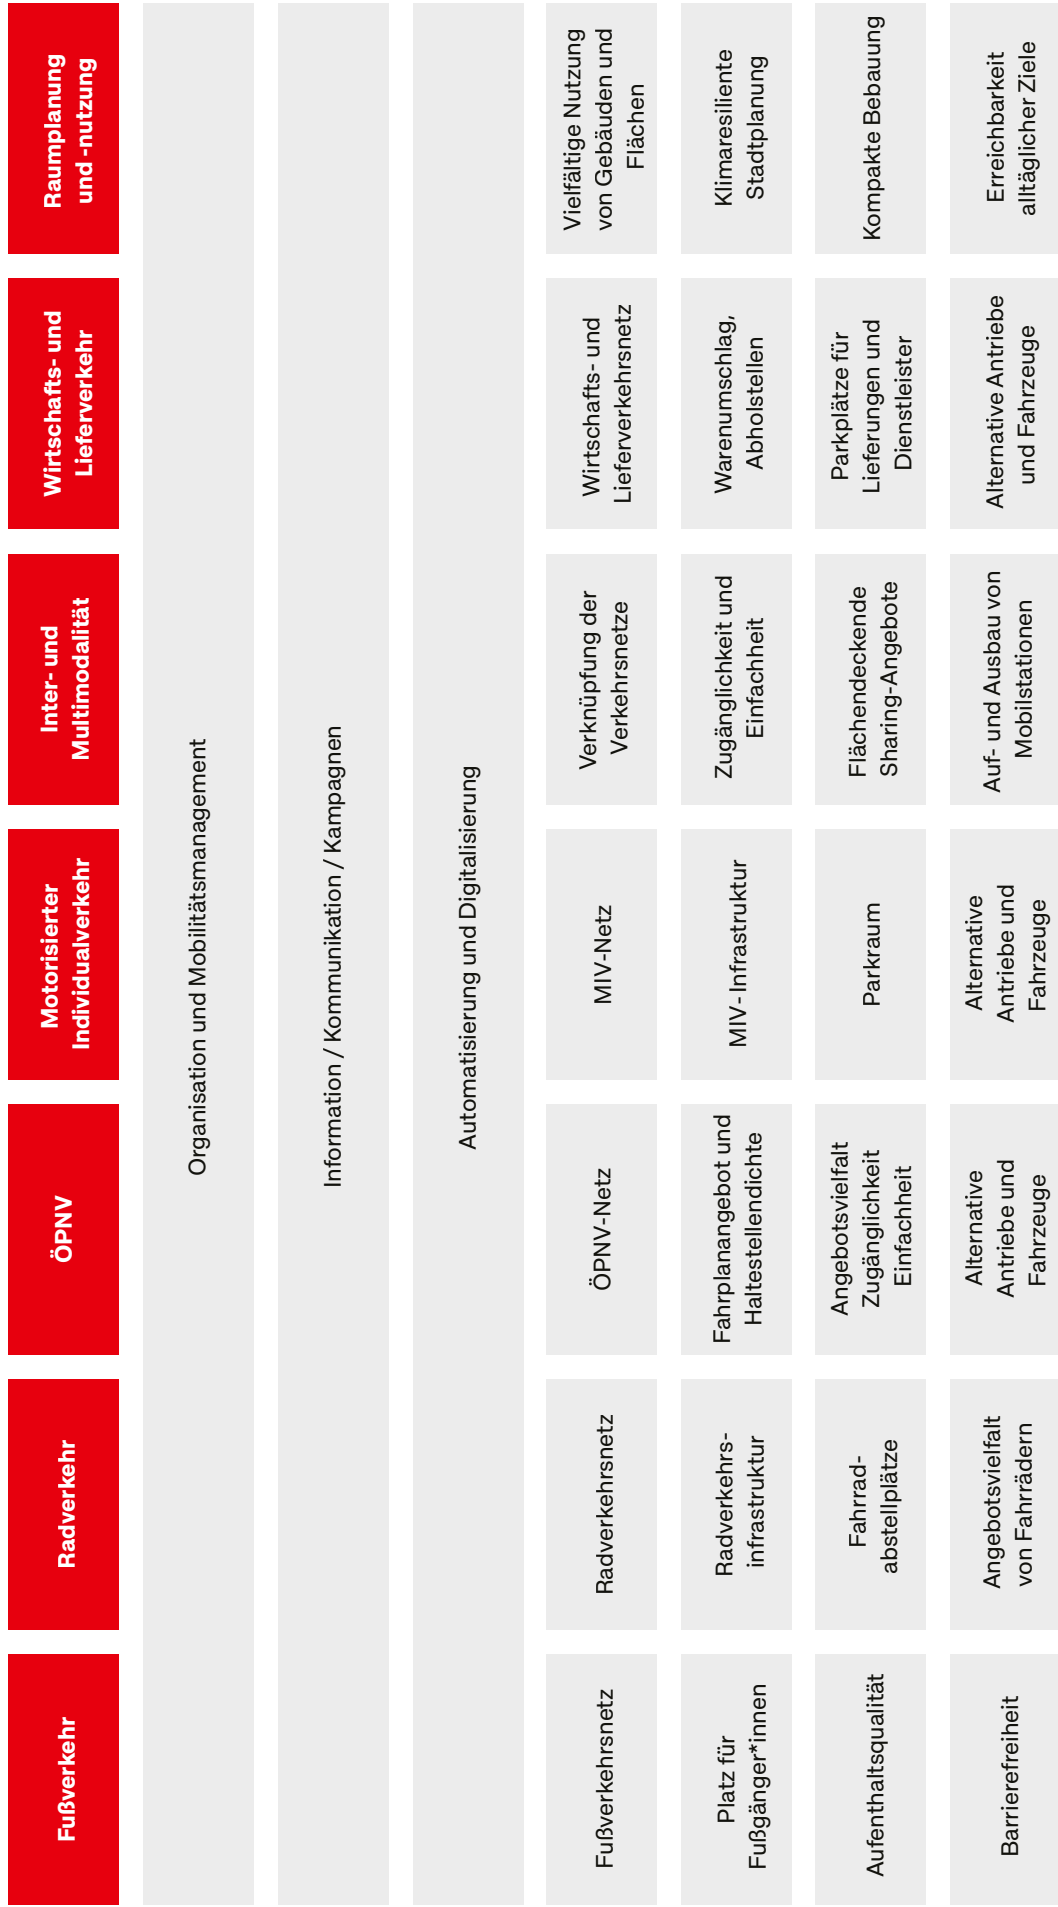 Fußverkehr
Radverkehr
ÖPNV
Motorisierter
Individualverkehr
Inter- und
Multimodalität
Wirtschafts- und
Lieferverkehr
Raumplanung
und -nutzung
Organisation und Mobilitätsmanagement
Information / Kommunikation / Kampagnen
Automatisierung und Digitalisierung
Fußverkehrsnetz
Radverkehrsnetz
ÖPNV-Netz
MIV-Netz
Verknüpfung der
Verkehrsnetze
Wirtschafts- und
Lieferverkehrsnetz
Vielfältige Nutzung
von Gebäuden und
Flächen
Platz für
Fußgänger*innen
Radverkehrs-
infrastruktur
Fahrplanangebot und
Haltestellendichte
MIV-Infrastruktur
Zugänglichkeit und
Einfachheit
Warenumschlag,
Abholstellen
Klimaresiliente
Stadtplanung
Aufenthaltsqualität
Fahrrad-
abstellplätze
Angebotsvielfalt
Zugänglichkeit
Einfachheit
Parkraum
Flächendeckende
Sharing-Angebote
Parkplätze für
Lieferungen und
Dienstleister
Kompakte Bebauung
Barrierefreiheit
Angebotsvielfalt
von Fahrrädern
Alternative
Antriebe und
Fahrzeuge
Alternative
Antriebe und
Fahrzeuge
Auf- und Ausbau von
Mobilstationen
Alternative Antriebe
und Fahrzeuge
Erreichbarkeit
alltäglicher Ziele